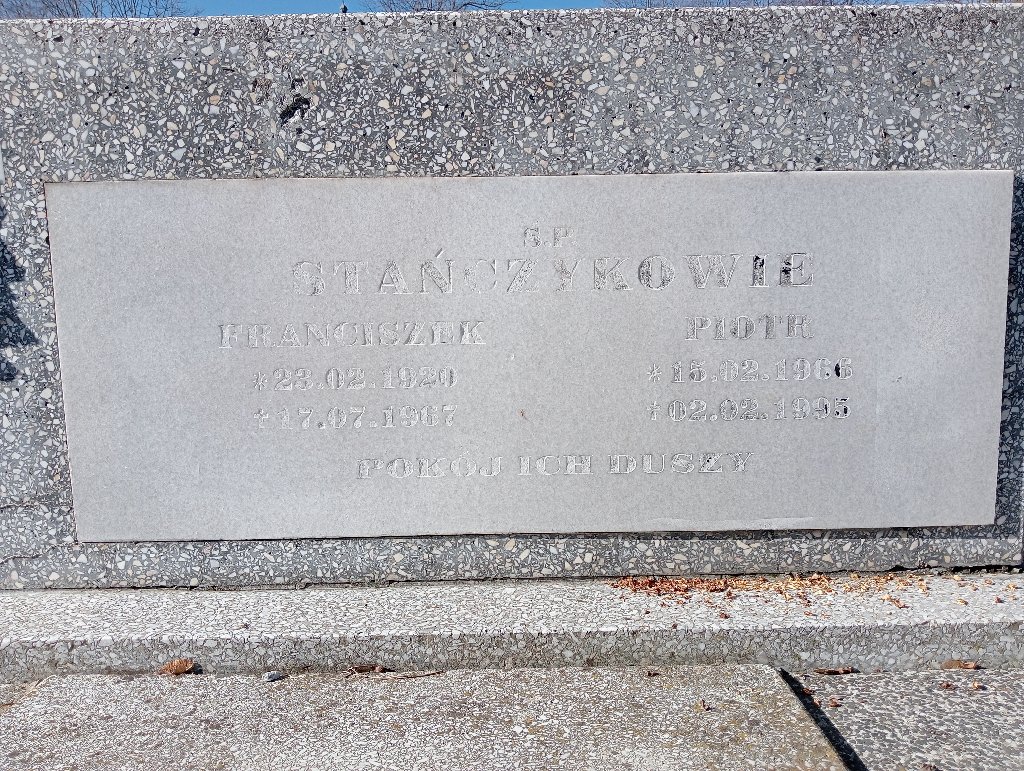 Ś.P.
STAŃCZYKOWIE
FRANCISZEK
*23.02.1920
†17.07.1967
PIOTR
*15.02.1966
†02.02.1995
POKÓJ ICH DUSZY